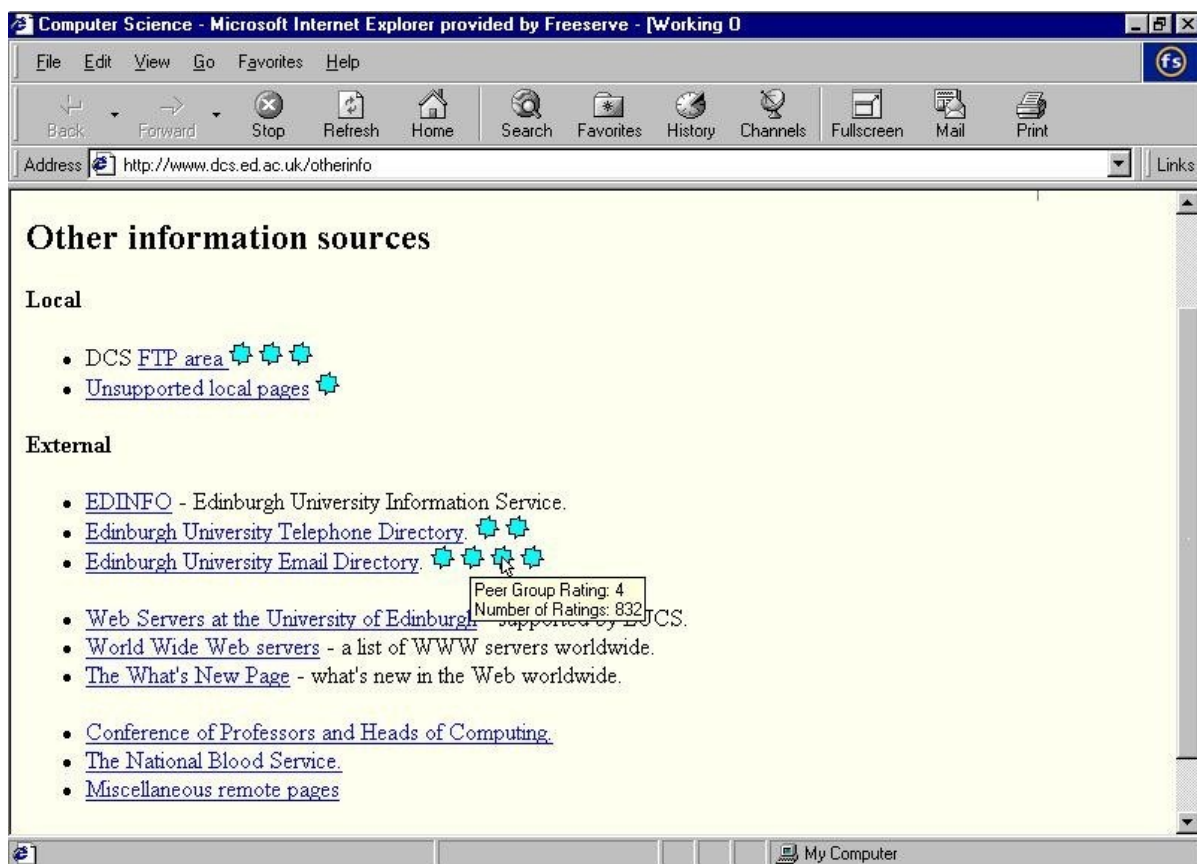 Computer Science - Microsoft Internet Explorer provided by Freeserve - [Working O
File Edit View Go Favorites Help
fs
Back Forward Stop Refresh Home Search Favorites History Channels Fullscreen Mail Print
Address http://www.dcs.ed.ac.uk/otherinfo Links
Other information sources
Local
DCS FTP area
Unsupported local pages
External
EDINFO - Edinburgh University Information Service.
Edinburgh University Telephone Directory.
Edinburgh University Email Directory.
Peer Group Rating: 4
Number of Ratings: 832
Web Servers at the University of Edinburgh - supported by EUCS.
World Wide Web servers - a list of WWW servers worldwide.
The What's New Page - what's new in the Web worldwide.
Conference of Professors and Heads of Computing.
The National Blood Service.
Miscellaneous remote pages
My Computer